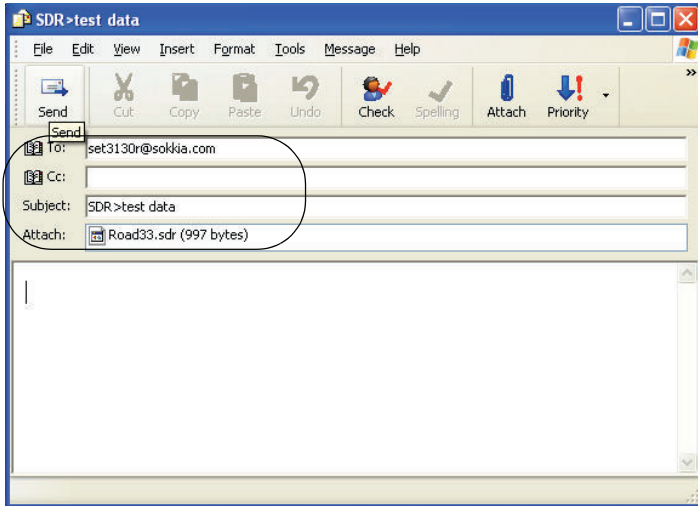 SDR>test data
File Edit View Insert Format Tools Message Help
Send Cut Copy Paste Undo Check Spelling Attach Priority
Send
To: set3130r@sokkia.com
Cc:
Subject: SDR>test data
Attach: Road33.sdr (997 bytes)